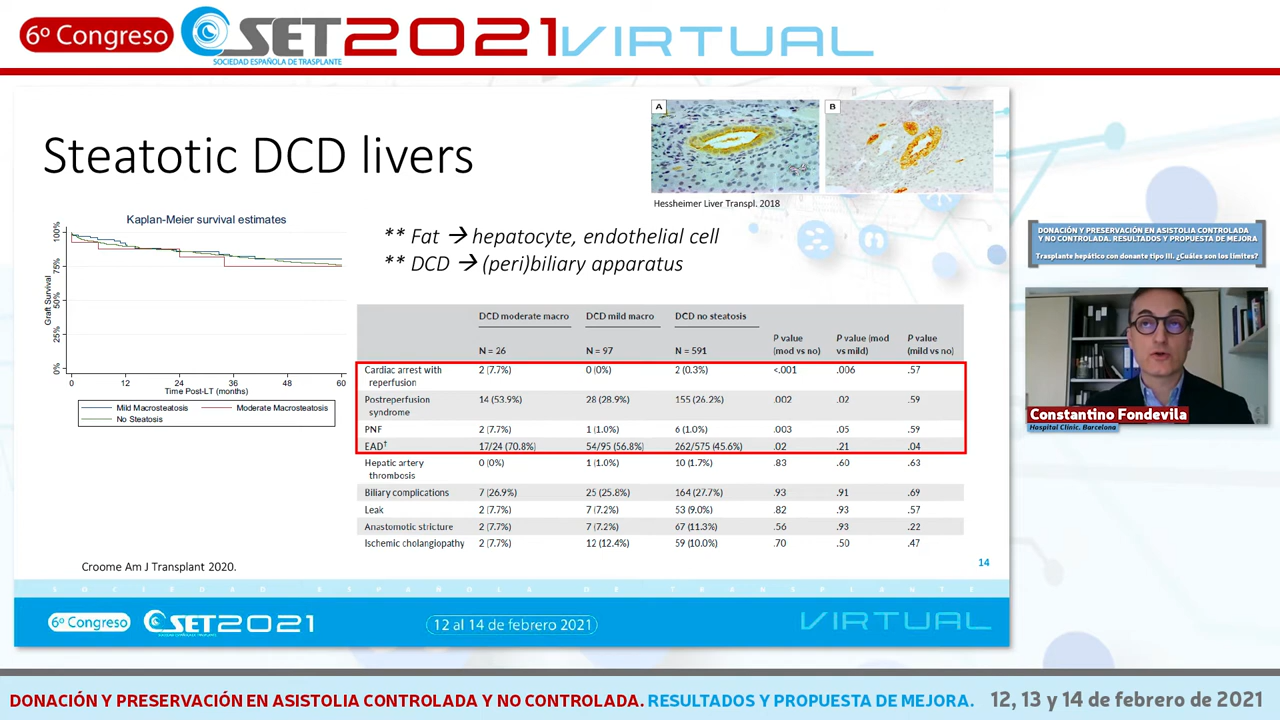 6º Congreso SET2021 VIRTUAL
SOCIEDAD ESPAÑOLA DE TRASPLANTE
Steatotic DCD livers
A
B
Hessheimer Liver Transpl. 2018
** Fat → hepatocyte, endothelial cell
** DCD → (peri)biliary apparatus
Kaplan-Meier survival estimates
Graft Survival
100%
75%
50%
25%
0%
0 12 24 36 48 60
Time Post-LT (months)
Mild Macrosteatosis Moderate Macrosteatosis
No Steatosis
DCD moderate macro DCD mild macro DCD no steatosis
P value P value (mod P value
N = 26 N = 97 N = 591 (mod vs no) vs mild) (mild vs no)
Cardiac arrest with 2 (7.7%) 0 (0%) 2 (0.3%) <.001 .006 .57
reperfusion
Postreperfusion 14 (53.9%) 28 (28.9%) 155 (26.2%) .002 .02 .59
syndrome
PNF 2 (7.7%) 1 (1.0%) 6 (1.0%) .003 .05 .59
EAD† 17/24 (70.8%) 54/95 (56.8%) 262/575 (45.6%) .02 .21 .04
Hepatic artery 0 (0%) 1 (1.0%) 10 (1.7%) .83 .60 .63
thrombosis
Biliary complications 7 (26.9%) 25 (25.8%) 164 (27.7%) .93 .91 .69
Leak 2 (7.7%) 7 (7.2%) 53 (9.0%) .82 .93 .57
Anastomotic stricture 2 (7.7%) 7 (7.2%) 67 (11.3%) .56 .93 .22
Ischemic cholangiopathy 2 (7.7%) 12 (12.4%) 59 (10.0%) .70 .50 .47
Croome Am J Transplant 2020.
14
SOCIEDAD ESPAÑOLA DE TRASPLANTE
6º Congreso SET2021
12 al 14 de febrero 2021
VIRTUAL
DONACIÓN Y PRESERVACIÓN EN ASISTOLIA CONTROLADA
Y NO CONTROLADA. RESULTADOS Y PROPUESTA DE MEJORA
Trasplante hepático con donante tipo III. ¿Cuáles son los límites?
Constantino Fondevila
Hospital Clínic. Barcelona
DONACIÓN Y PRESERVACIÓN EN ASISTOLIA CONTROLADA Y NO CONTROLADA. RESULTADOS Y PROPUESTA DE MEJORA. 12, 13 y 14 de febrero de 2021